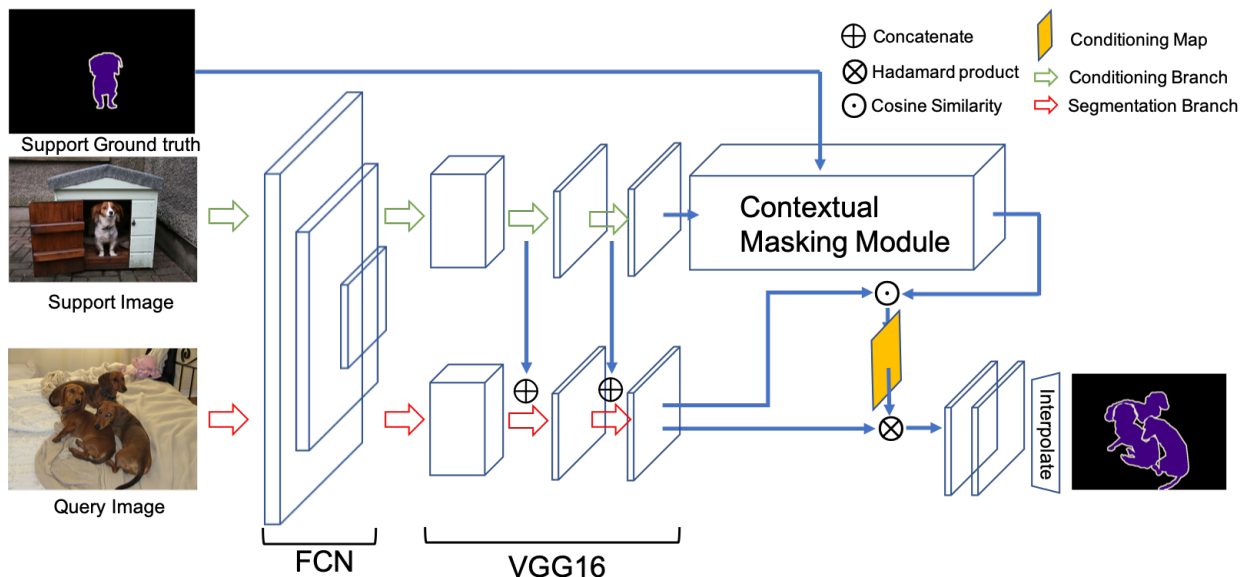 Support Ground truth
Support Image
Query Image
FCN
VGG16
Contextual
Masking Module
Concatenate
Hadamard product
Cosine Similarity
Conditioning Map
Conditioning Branch
Segmentation Branch
Interpolate